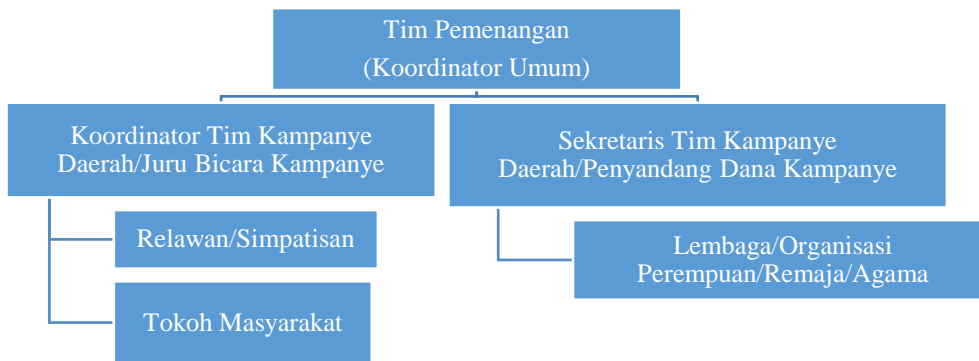 Tim Pemenangan
(Koordinator Umum)
Koordinator Tim Kampanye
Daerah/Juru Bicara Kampanye
Relawan/Simpatisan
Tokoh Masyarakat
Sekretaris Tim Kampanye
Daerah/Penyandang Dana Kampanye
Lembaga/Organisasi
Perempuan/Remaja/Agama